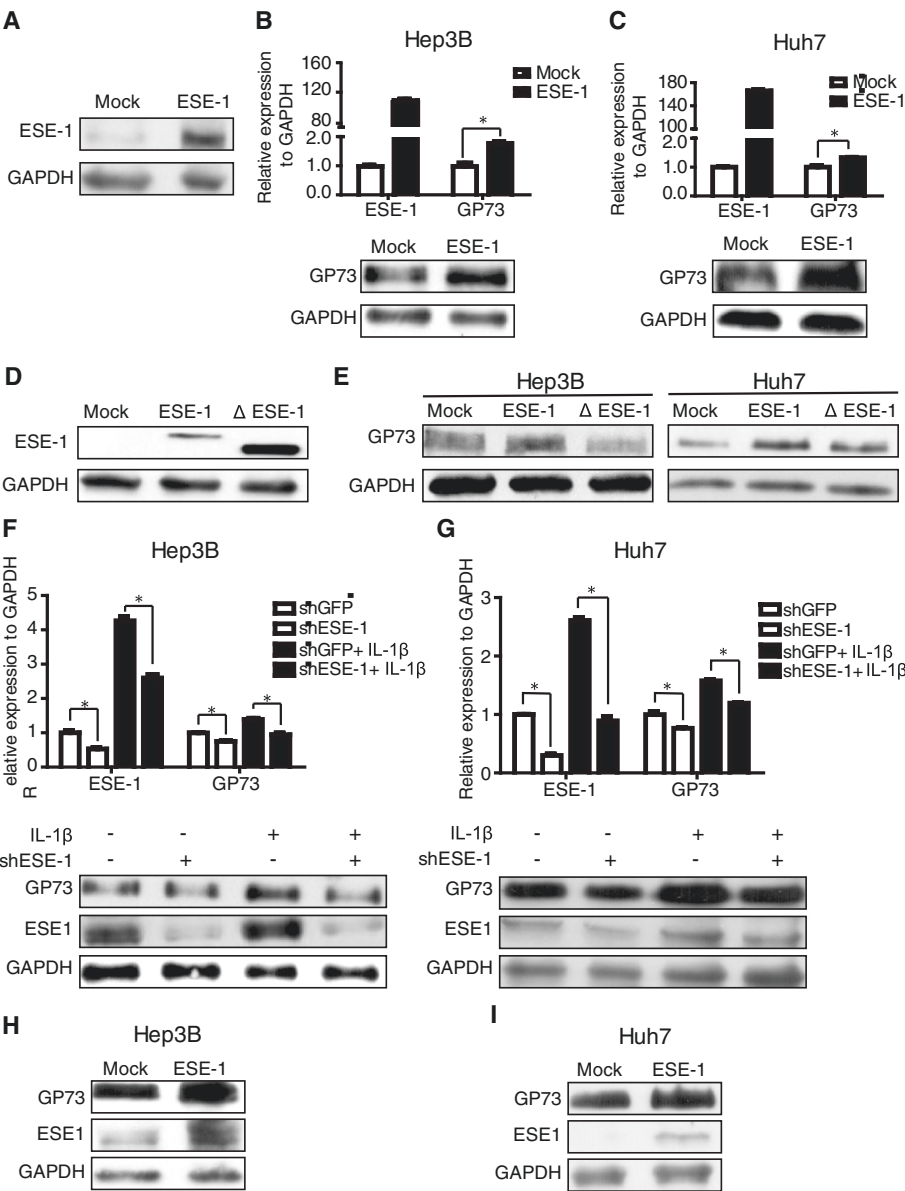 A
Mock ESE-1
ESE-1
GAPDH
B
Hep3B
Relative expression
to GAPDH
160
120
80
2.0
1.0
0.0
Mock
ESE-1
*
ESE-1 GP73
Mock ESE-1
GP73
GAPDH
C
Huh7
Relative expression
to GAPDH
180
140
100
2.0
1.0
0.0
Mock
ESE-1
*
ESE-1 GP73
Mock ESE-1
GP73
GAPDH
D
Mock ESE-1 Δ ESE-1
ESE-1
GAPDH
E
Hep3B Huh7
Mock ESE-1 Δ ESE-1 Mock ESE-1 Δ ESE-1
GP73
GAPDH
F
Hep3B
Relative expression to GAPDH
5
4
3
2
1
0
shGFP
shESE-1
shGFP+ IL-1β
shESE-1+ IL-1β
* * * *
ESE-1 GP73
IL-1β - - + +
shESE-1 - + - +
GP73
ESE1
GAPDH
G
Huh7
Relative expression to GAPDH
3
2
1
0
shGFP
shESE-1
shGFP+ IL-1β
shESE-1+ IL-1β
* * * *
ESE-1 GP73
IL-1β - - + +
shESE-1 - + - +
GP73
ESE1
GAPDH
H
Hep3B
Mock ESE-1
GP73
ESE1
GAPDH
I
Huh7
Mock ESE-1
GP73
ESE1
GAPDH